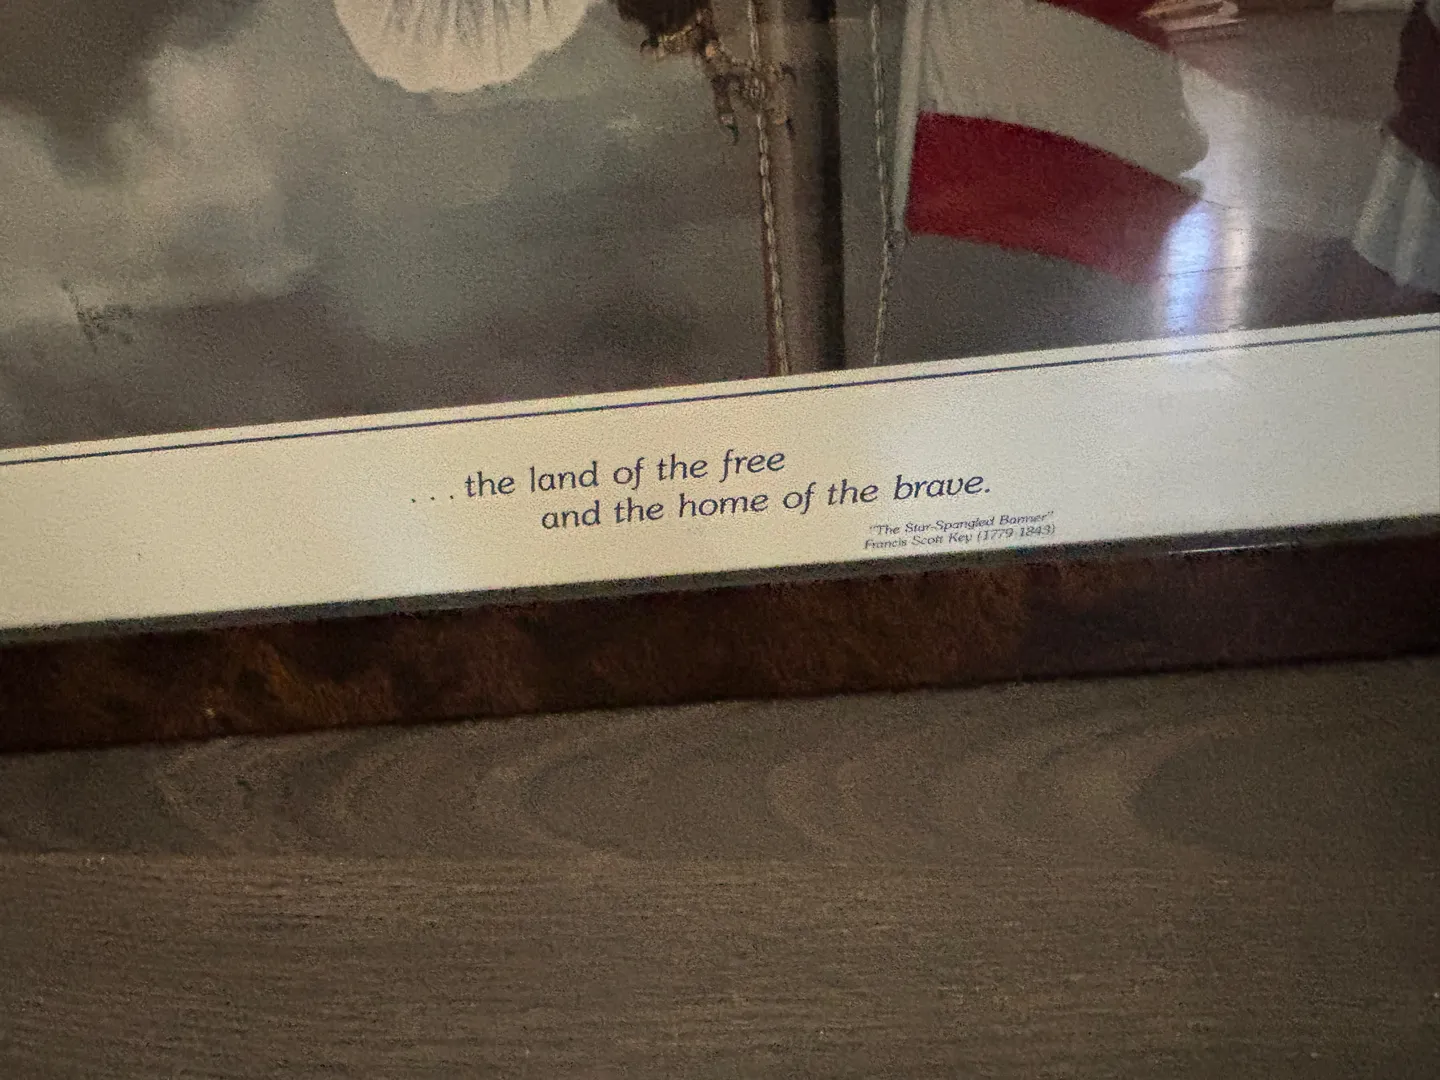 ...the land of the free
and the home of the brave.
"The Star-Spangled Banner"
Francis Scott Key (1779-1843)